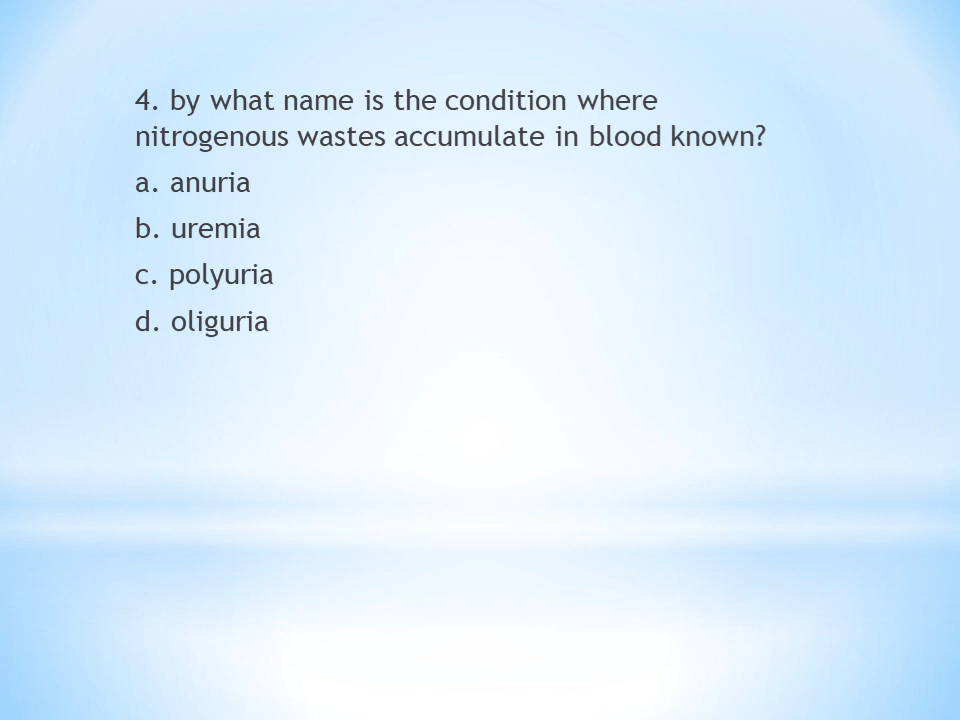 4. by what name is the condition where
nitrogenous wastes accumulate in blood known?
a. anuria
b. uremia
c. polyuria
d. oliguria